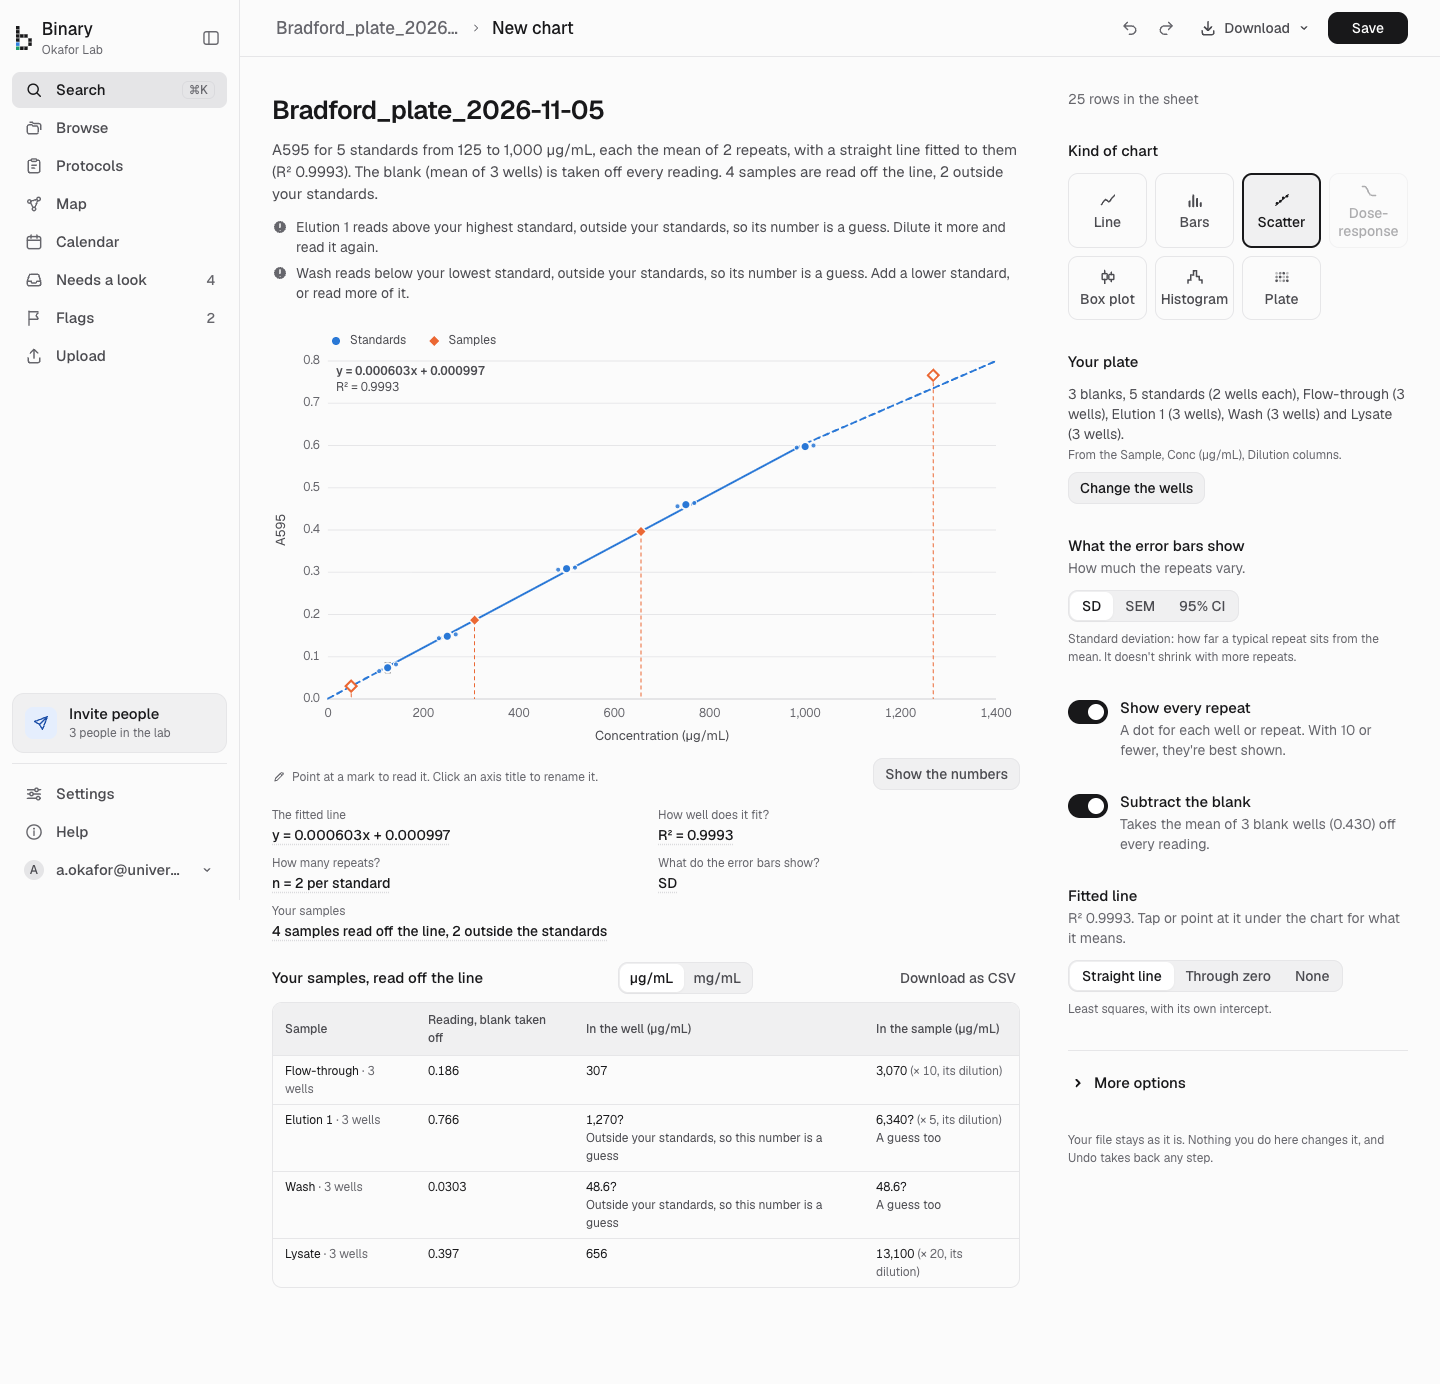 Binary
Okafor Lab
Search ⌘K
Browse
Protocols
Map
Calendar
Needs a look 4
Flags 2
Upload
Invite people
3 people in the lab
Settings
Help
A a.okafor@univer...
Bradford_plate_2026... › New chart
Download
Save
Bradford_plate_2026-11-05
A595 for 5 standards from 125 to 1,000 µg/mL, each the mean of 2 repeats, with a straight line fitted to them
(R² 0.9993). The blank (mean of 3 wells) is taken off every reading. 4 samples are read off the line, 2 outside
your standards.
Elution 1 reads above your highest standard, outside your standards, so its number is a guess. Dilute it more and
read it again.
Wash reads below your lowest standard, outside your standards, so its number is a guess. Add a lower standard,
or read more of it.
Standards Samples
y = 0.000603x + 0.000997
R² = 0.9993
0.8
0.7
0.6
0.5
0.4
0.3
0.2
0.1
0.0
A595
0 200 400 600 800 1,000 1,200 1,400
Concentration (µg/mL)
Point at a mark to read it. Click an axis title to rename it.
Show the numbers
The fitted line
y = 0.000603x + 0.000997
How well does it fit?
R² = 0.9993
How many repeats?
n = 2 per standard
What do the error bars show?
SD
Your samples
4 samples read off the line, 2 outside the standards
Your samples, read off the line
µg/mL mg/mL
Download as CSV
Sample
Reading, blank taken
off
In the well (µg/mL)
In the sample (µg/mL)
Flow-through · 3
wells
0.186
307
3,070 (× 10, its dilution)
Elution 1 · 3 wells
0.766
1,270?
Outside your standards, so this number is a
guess
6,340? (× 5, its dilution)
A guess too
Wash · 3 wells
0.0303
48.6?
Outside your standards, so this number is a
guess
48.6?
A guess too
Lysate · 3 wells
0.397
656
13,100 (× 20, its
dilution)
25 rows in the sheet
Kind of chart
Line
Bars
Scatter
Dose-
response
Box plot
Histogram
Plate
Your plate
3 blanks, 5 standards (2 wells each), Flow-through (3
wells), Elution 1 (3 wells), Wash (3 wells) and Lysate
(3 wells).
From the Sample, Conc (µg/mL), Dilution columns.
Change the wells
What the error bars show
How much the repeats vary.
SD SEM 95% CI
Standard deviation: how far a typical repeat sits from the
mean. It doesn't shrink with more repeats.
Show every repeat
A dot for each well or repeat. With 10 or
fewer, they're best shown.
Subtract the blank
Takes the mean of 3 blank wells (0.430) off
every reading.
Fitted line
R² 0.9993. Tap or point at it under the chart for what
it means.
Straight line Through zero None
Least squares, with its own intercept.
More options
Your file stays as it is. Nothing you do here changes it, and
Undo takes back any step.